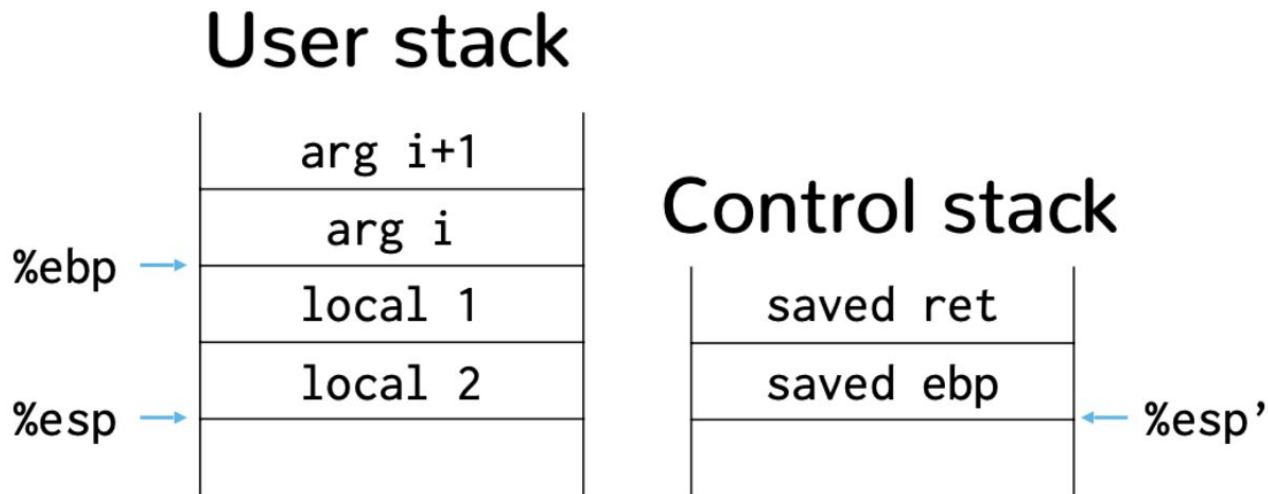 User stack
arg i+1
arg i
%ebp
local 1
local 2
%esp
Control stack
saved ret
saved ebp
%esp’